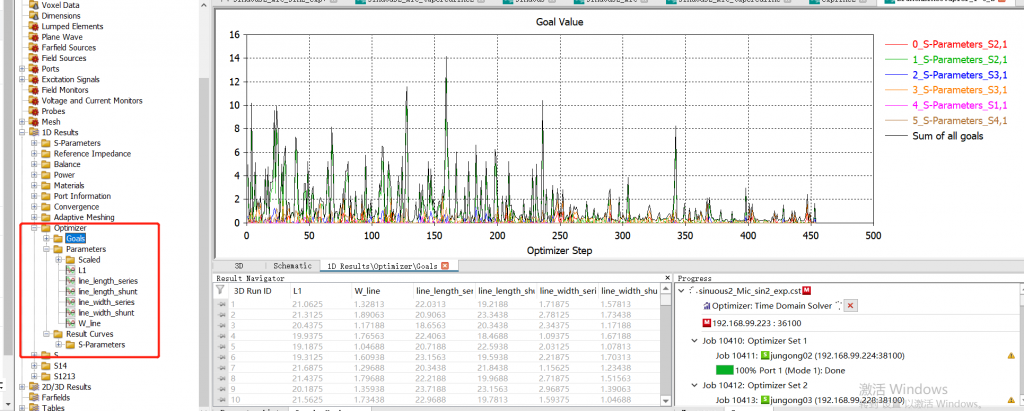 Voxel Data
Dimensions
Lumped Elements
Plane Wave
Farfield Sources
Field Sources
Ports
Excitation Signals
Field Monitors
Voltage and Current Monitors
Probes
Mesh
1D Results
S-Parameters
Reference Impedance
Balance
Power
Materials
Port Information
Convergence
Adaptive Meshing
Optimizer
Goals
Parameters
Scaled
L1
line_length_series
line_length_shunt
line_width_series
line_width_shunt
W_line
Result Curves
S-Parameters
S
S14
S1213
2D/3D Results
Farfields
Tables
Goal Value
16
14
12
10
8
6
4
2
0
0 50 100 150 200 250 300 350 400 450 500
Optimizer Step
0_S-Parameters_S2,1
1_S-Parameters_S2,1
2_S-Parameters_S3,1
3_S-Parameters_S3,1
4_S-Parameters_S1,1
5_S-Parameters_S4,1
Sum of all goals
3D Schematic 1D Results\Optimizer\Goals
Result Navigator
3D Run ID L1 W_line line_length_seri line_length_shu line_width_seri line_width_shu
1 21.0625 1.32813 22.0313 19.2188 1.71875 1.57813
2 21.3125 1.89063 20.9063 23.3438 2.78125 1.73438
3 20.4375 1.17188 18.6563 20.3438 2.34375 1.17188
4 19.9375 1.76563 22.4063 18.4688 1.09375 1.67188
5 19.1875 1.04688 20.7188 22.5938 2.03125 1.07813
6 19.3125 1.60938 23.1563 19.5938 2.21875 1.70313
7 21.6875 1.29688 20.3438 21.8438 1.15625 1.23438
8 21.4375 1.79688 22.2188 19.9688 2.71875 1.51563
9 20.1875 1.35938 23.7188 23.1563 2.96875 1.39063
10 21.9375 1.73438 22.9688 18.6563 1.59375 1.04688
Progress
sinuous2_Mic_sin2_exp.cst
Optimizer: Time Domain Solver
192.168.99.223 : 36100
Job 10410: Optimizer Set 1
Job 10411: jungong02 (192.168.99.224:38100)
100% Port 1 (Mode 1): Done
Job 10412: Optimizer Set 2
Job 10413: jungong03 (192.168.99.228:38100)
激活 Windows